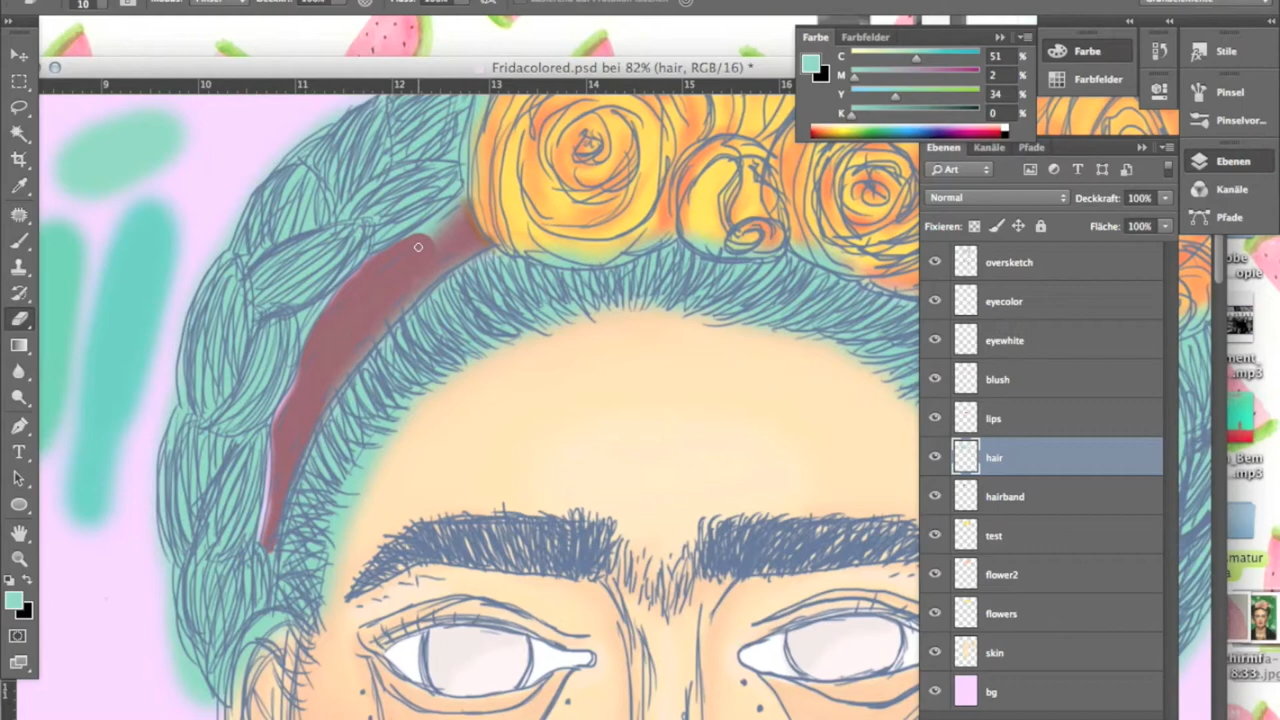 10
Fridacolored.psd bei 82% (hair, RGB/16) *
9 10 11 12 13 14 15 16
Farbe Farbfelder
C 51 %
M 2 %
Y 34 %
K 0 %
Farbe
Farbfelder
Stile
Pinsel
Pinselvor...
Ebenen
Kanäle
Pfade
Ebenen Kanäle Pfade
Art
Normal Deckkraft: 100%
Fixieren: Fläche: 100%
oversketch
eyecolor
eyewhite
blush
lips
hair
hairband
test
flower2
flowers
skin
bg